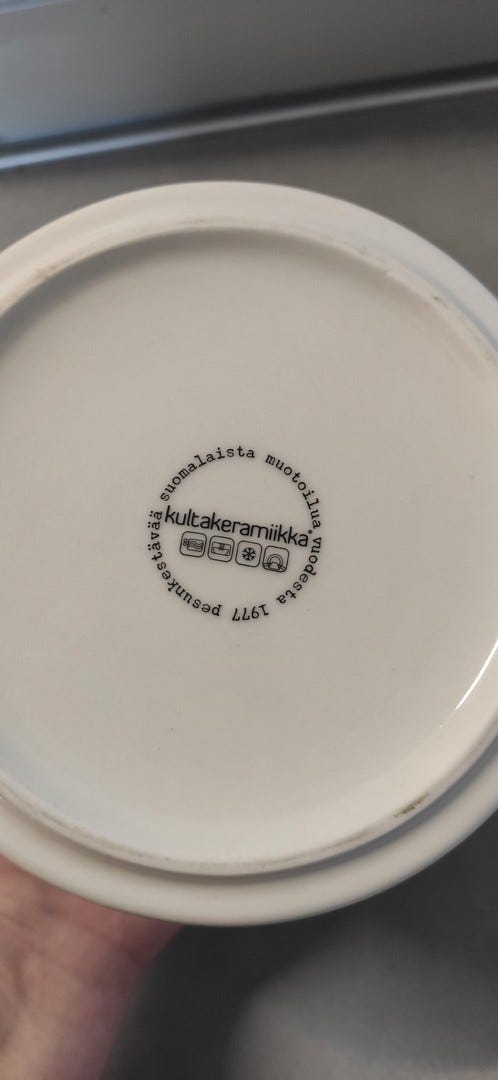 suomalaista muotoilua vuodesta 1977 pesunkestävää
kultakeramiikka®